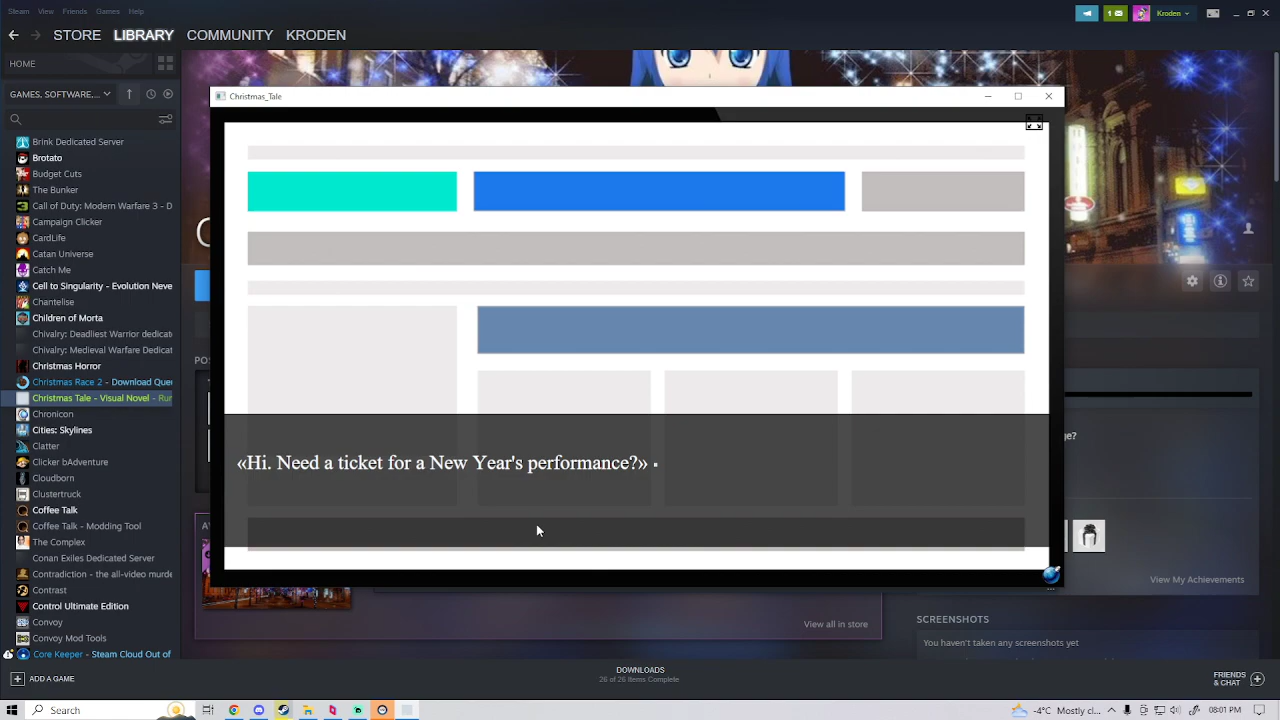 Steam View Friends Games Help
1 Kroden
STORE LIBRARY COMMUNITY KRODEN
HOME
GAMES, SOFTWARE...
Christmas_Tale
Brink Dedicated Server
Brotato
Budget Cuts
The Bunker
Call of Duty: Modern Warfare 3 - D
Campaign Clicker
CardLife
Catan Universe
Catch Me
Cell to Singularity - Evolution Neve
Chantelise
Children of Morta
Chivalry: Deadliest Warrior dedicat
Chivalry: Medieval Warfare Dedicat
Christmas Horror
Christmas Race 2 - Download Que
Christmas Tale - Visual Novel - Ru
Chronicon
Cities: Skylines
Clatter
Clicker bAdventure
Cloudborn
Clustertruck
Coffee Talk
Coffee Talk - Modding Tool
The Complex
Conan Exiles Dedicated Server
Contradiction - the all-video murde
Contrast
Control Ultimate Edition
Convoy
Convoy Mod Tools
Core Keeper - Steam Cloud Out of
«Hi. Need a ticket for a New Year's performance?»
View My Achievements
View all in store
SCREENSHOTS
You haven't taken any screenshots yet
ADD A GAME
DOWNLOADS
26 of 26 Items Complete
FRIENDS
& CHAT
Search
-4°C Mostly cl...
08:01 PM